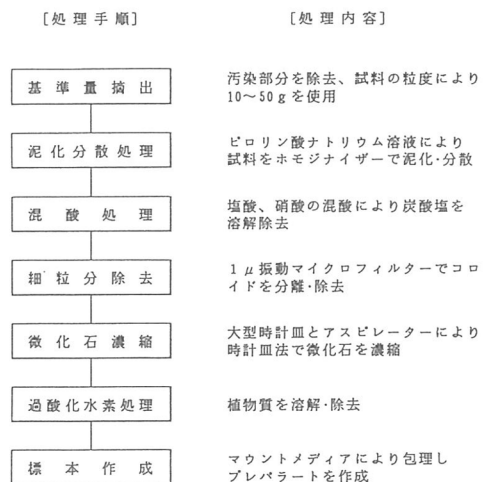 ［処理手順］ ［処理内容］
基準量摘出 汚染部分を除去、試料の粒度により
10～50gを使用
泥化分散処理 ピロリン酸ナトリウム溶液により
試料をホモジナイザーで泥化･分散
混酸処理 塩酸、硝酸の混酸により炭酸塩を
溶解除去
細粒分除去 1μ振動マイクロフィルターでコロ
イドを分離･除去
微化石濃縮 大型時計皿とアスピレーターにより
時計皿法で微化石を濃縮
過酸化水素処理 植物質を溶解･除去
標本作成 マウントメディアにより包理し
プレパラートを作成